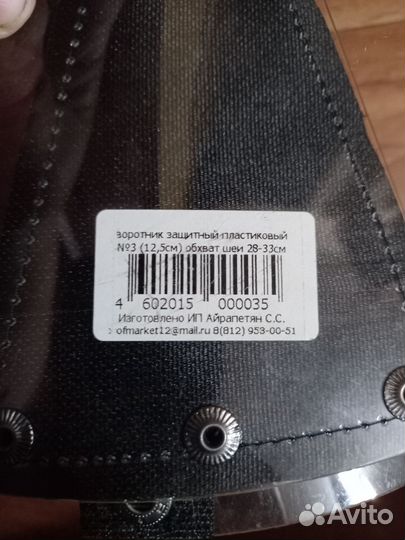 воротник защитный пластиковый
№3 (12,5см) обхват шеи 28-33см
4 602015 000035
Изготовлено ИП Айрапетян С.С.
ofmarket12@mail.ru 8(812) 953-00-51
Avito